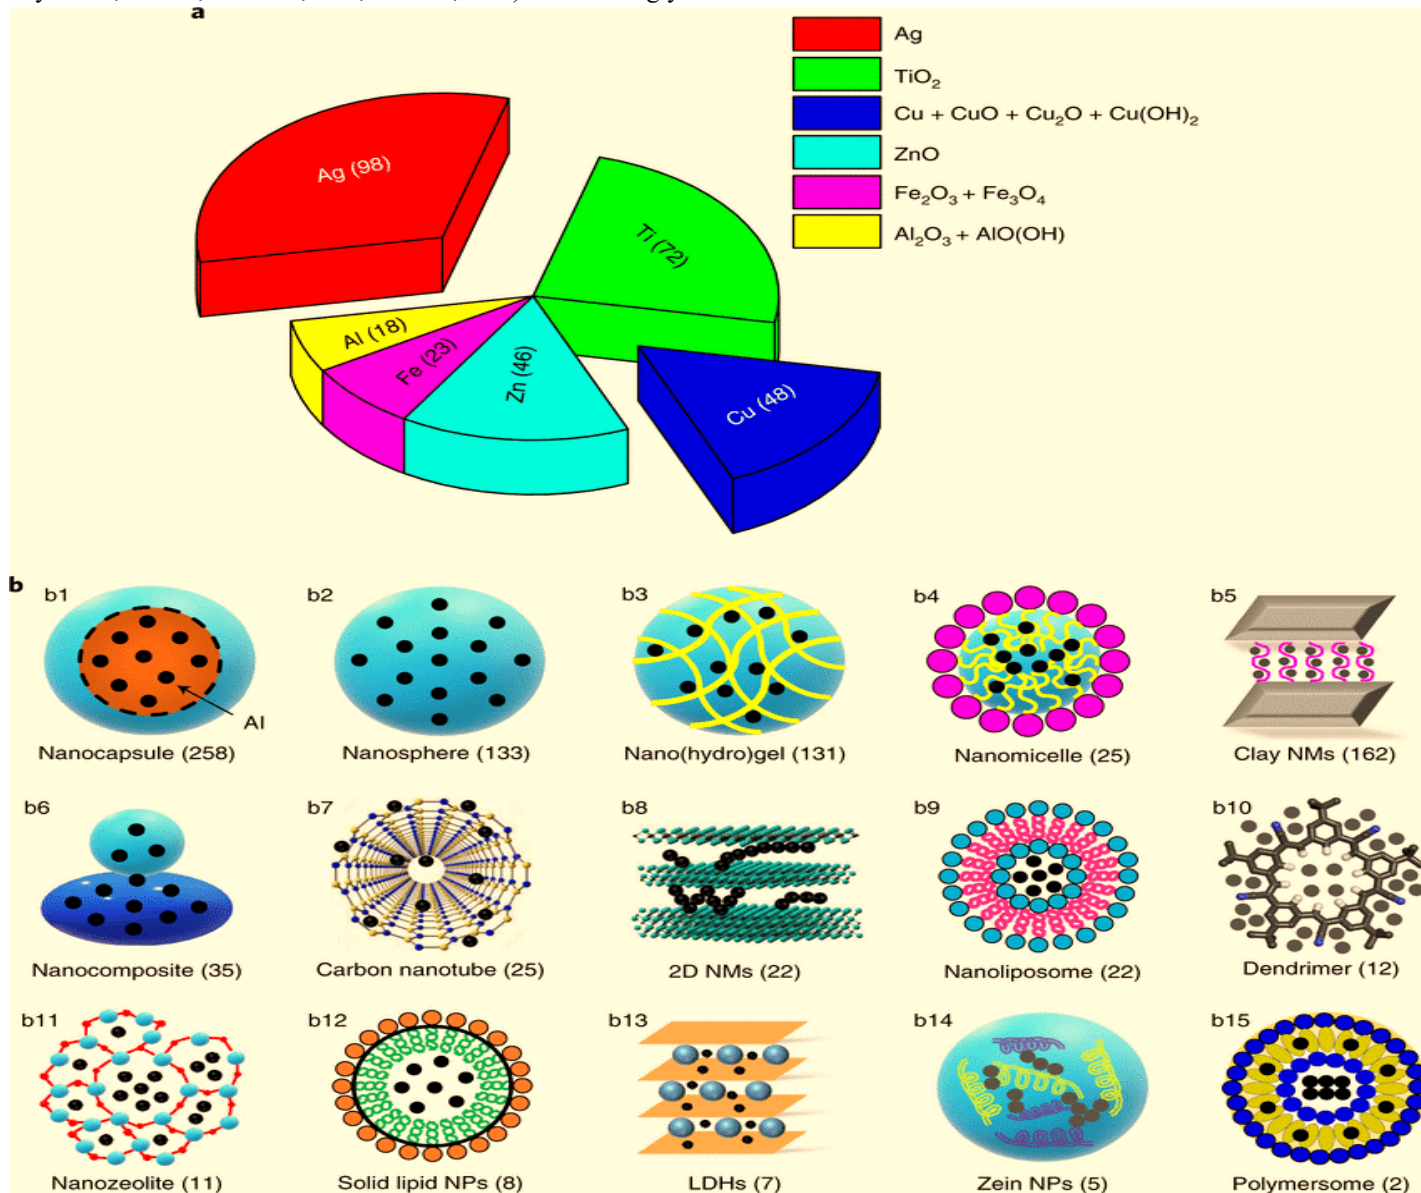 a
Ag
TiO₂
Cu + CuO + Cu₂O + Cu(OH)₂
ZnO
Fe₂O₃ + Fe₃O₄
Al₂O₃ + AlO(OH)
Ag (98)
Ti (72)
Al (18)
Fe (23)
Zn (46)
Cu (48)
b
b1
b2
b3
b4
b5
AI
Nanocapsule (258)
Nanosphere (133)
Nano(hydro)gel (131)
Nanomicelle (25)
Clay NMs (162)
b6
b7
b8
b9
b10
Nanocomposite (35)
Carbon nanotube (25)
2D NMs (22)
Nanoliposome (22)
Dendrimer (12)
b11
b12
b13
b14
b15
Nanozeolite (11)
Solid lipid NPs (8)
LDHs (7)
Zein NPs (5)
Polymersome (2)